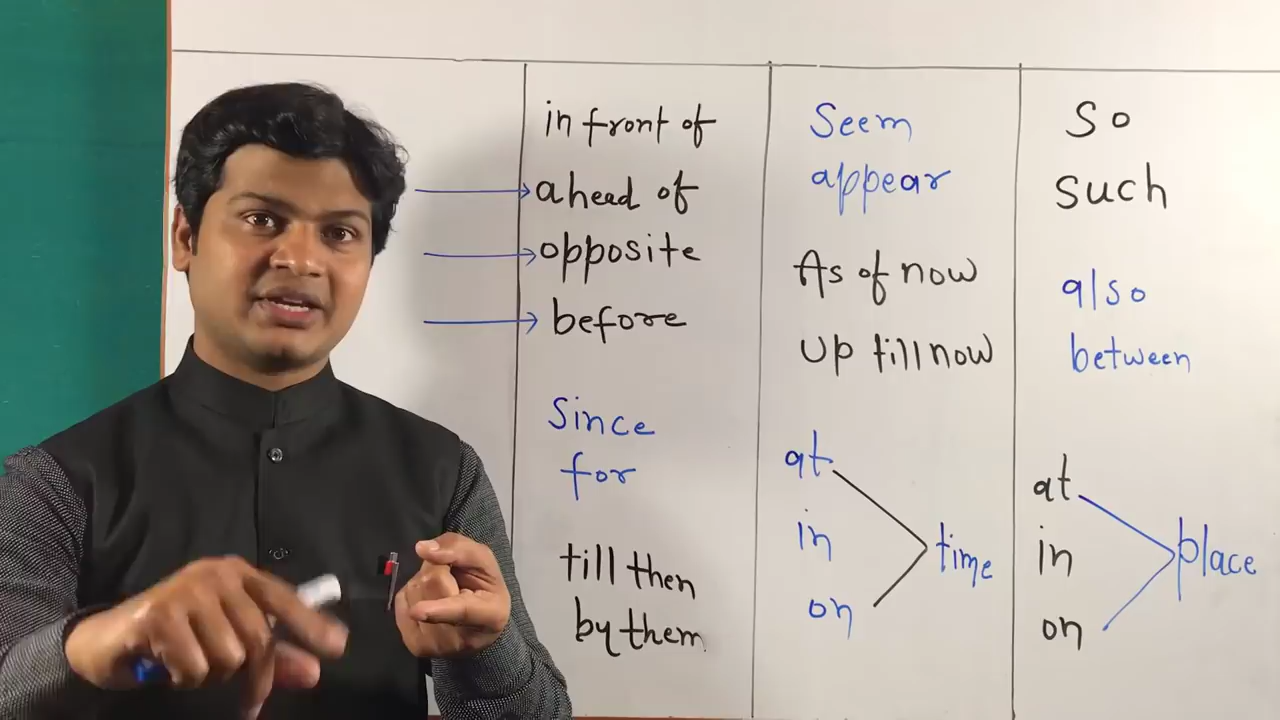 in front of
ahead of
opposite
before
Since
for
till then
by them
Seem
appear
As of now
Up till now
at
in
on
time
So
Such
also
between
at
in
on
place